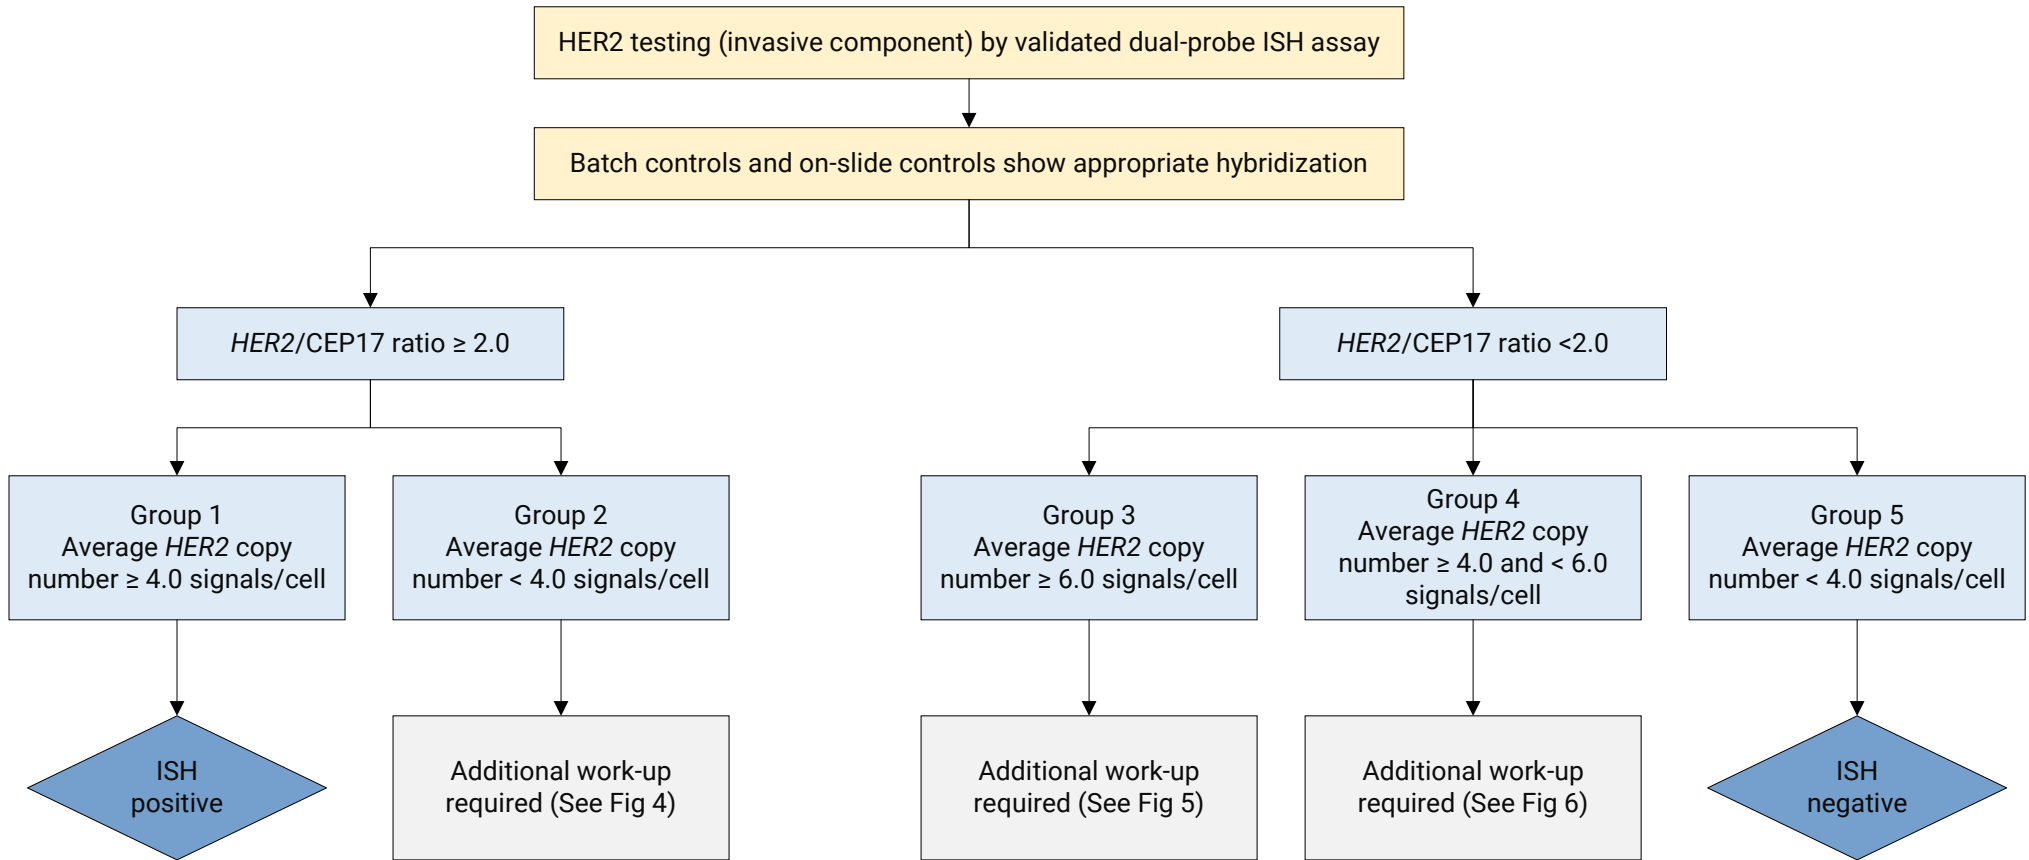 HER2 testing (invasive component) by validated dual-probe ISH assay
Batch controls and on-slide controls show appropriate hybridization
HER2/CEP17 ratio ≥ 2.0
HER2/CEP17 ratio <2.0
Group 1
Average HER2 copy
number ≥ 4.0 signals/cell
Group 2
Average HER2 copy
number < 4.0 signals/cell
Group 3
Average HER2 copy
number ≥ 6.0 signals/cell
Group 4
Average HER2 copy
number ≥ 4.0 and < 6.0
signals/cell
Group 5
Average HER2 copy
number < 4.0 signals/cell
ISH
positive
Additional work-up
required (See Fig 4)
Additional work-up
required (See Fig 5)
Additional work-up
required (See Fig 6)
ISH
negative